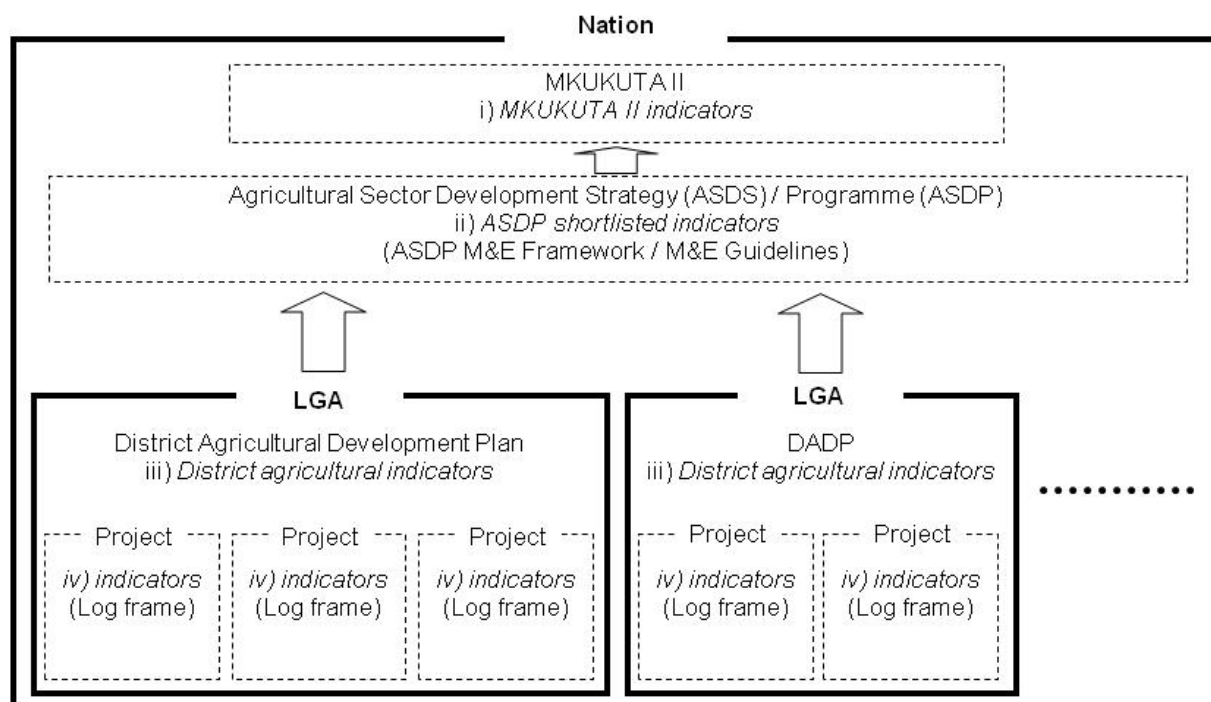 Nation
MKUKUTA II
i) MKUKUTA II indicators
Agricultural Sector Development Strategy (ASDS) / Programme (ASDP)
ii) ASDP shortlisted indicators
(ASDP M&E Framework / M&E Guidelines)
LGA
District Agricultural Development Plan
iii) District agricultural indicators
Project
iv) indicators
(Log frame)
Project
iv) indicators
(Log frame)
Project
iv) indicators
(Log frame)
LGA
DADP
iii) District agricultural indicators
Project
iv) indicators
(Log frame)
Project
iv) indicators
(Log frame)
...........